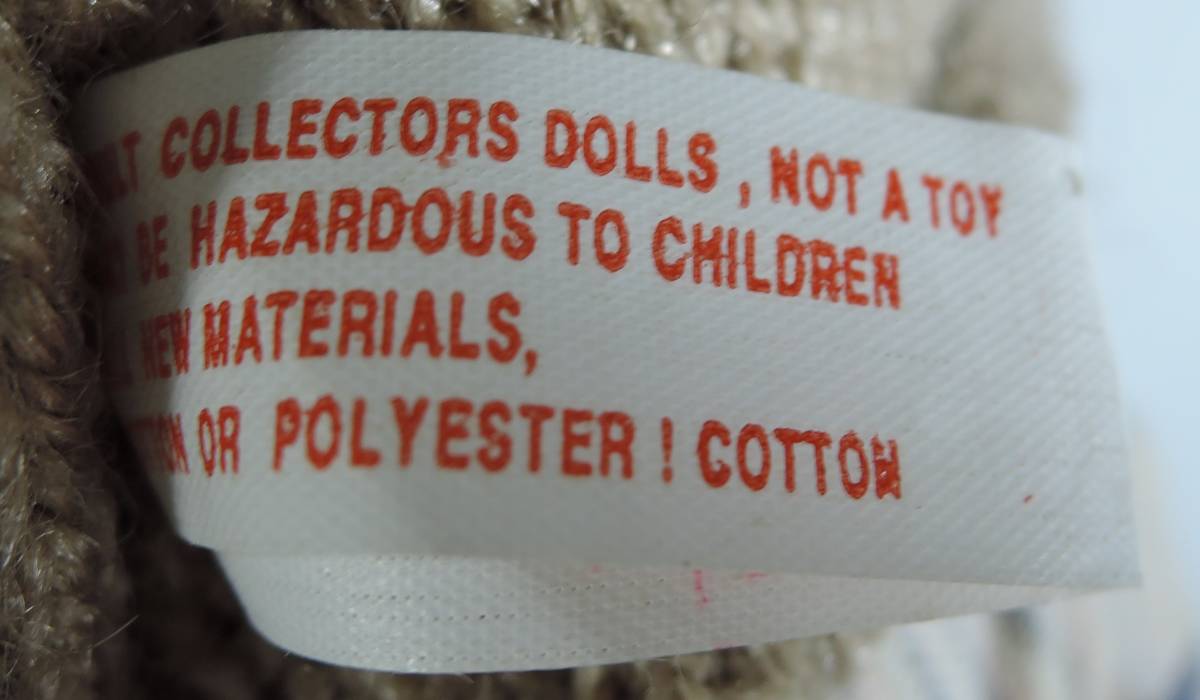 COLLECTORS DOLLS , NOT A TOY
BE HAZARDOUS TO CHILDREN
NEW MATERIALS,
OR POLYESTER ! COTTON